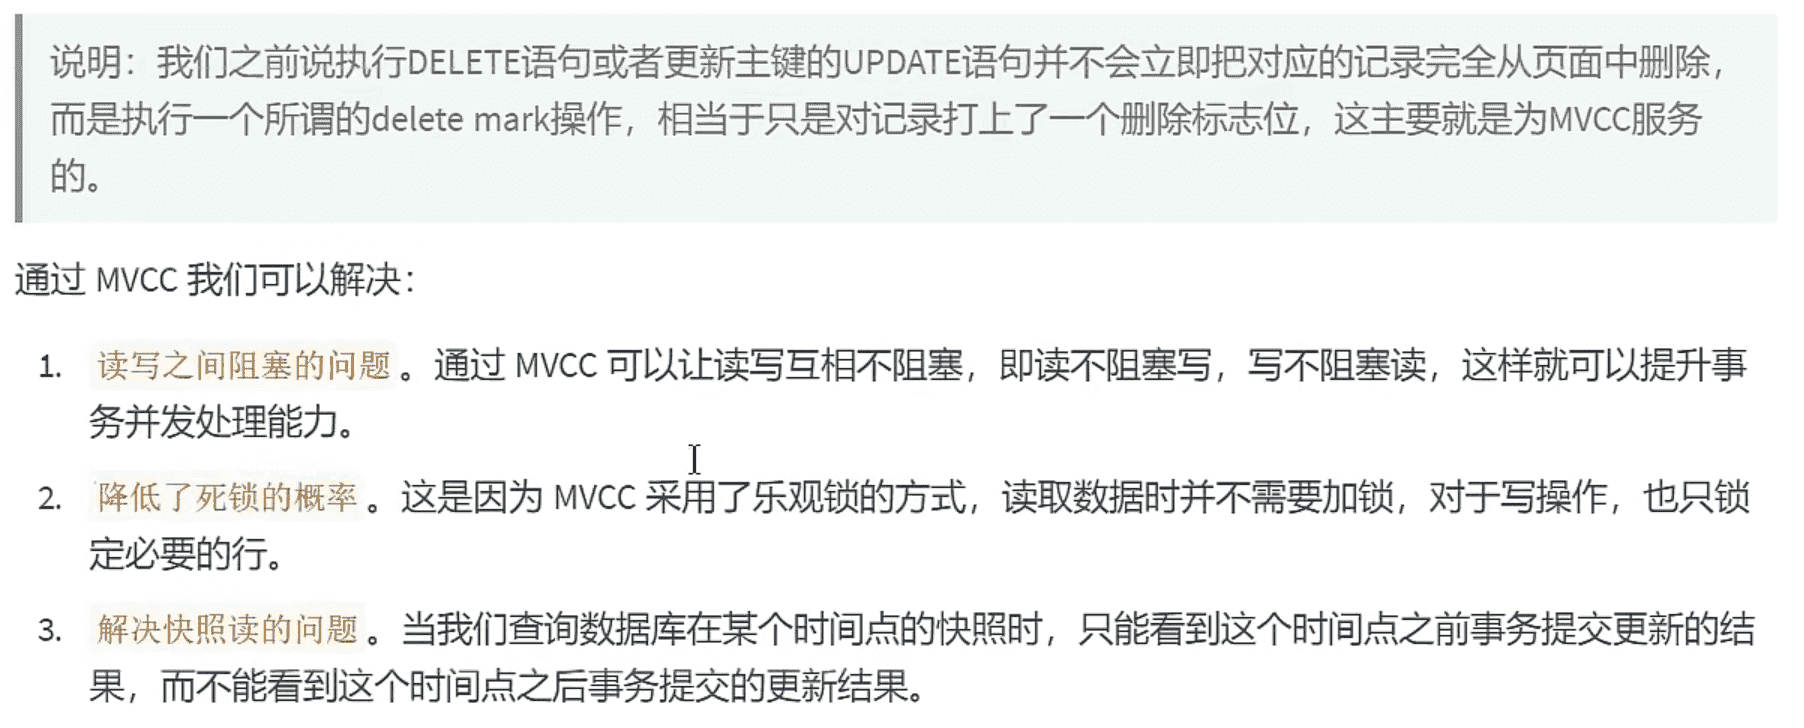 说明：我们之前说执行DELETE语句或者更新主键的UPDATE语句并不会立即把对应的记录完全从页面中删除，
而是执行一个所谓的delete mark操作，相当于只是对记录打上了一个删除标志位，这主要就是为MVCC服务
的。
通过 MVCC 我们可以解决：
1. 读写之间阻塞的问题。通过 MVCC 可以让读写互相不阻塞，即读不阻塞写，写不阻塞读，这样就可以提升事
务并发处理能力。
2. 降低了死锁的概率。这是因为 MVCC 采用了乐观锁的方式，读取数据时并不需要加锁，对于写操作，也只锁
定必要的行。
3. 解决快照读的问题。当我们查询数据库在某个时间点的快照时，只能看到这个时间点之前事务提交更新的结
果，而不能看到这个时间点之后事务提交的更新结果。